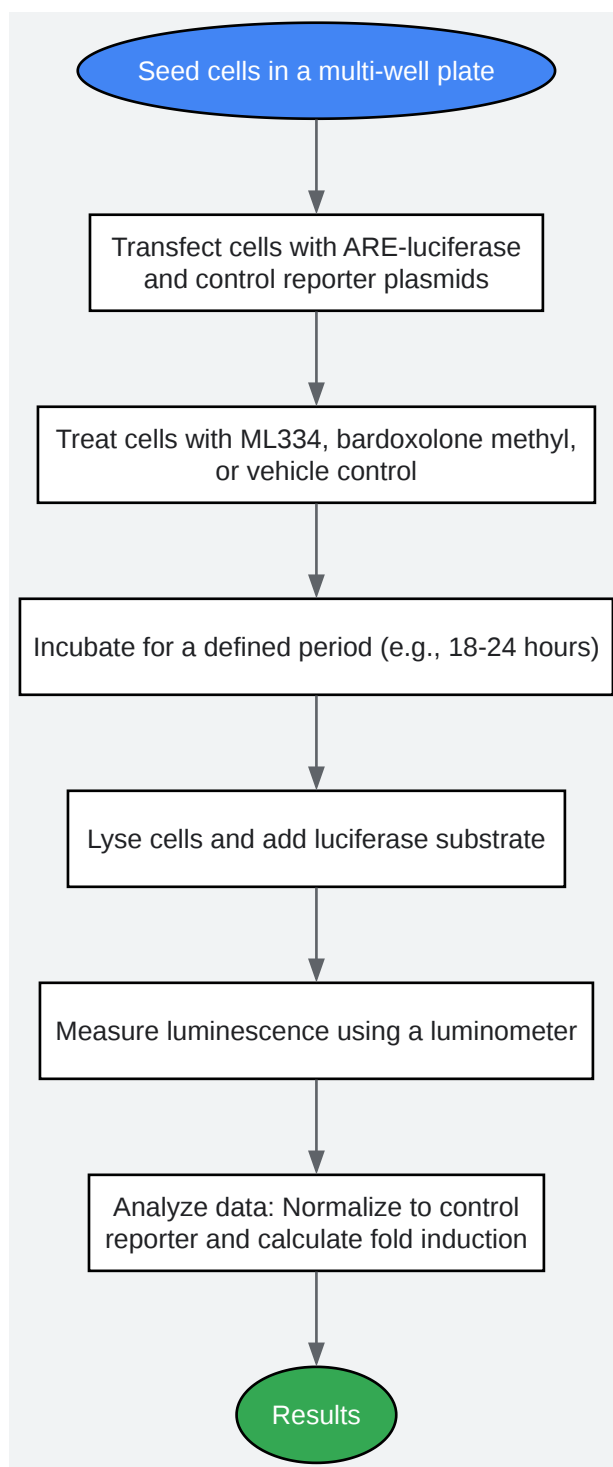 Seed cells in a multi-well plate
Transfect cells with ARE-luciferase
and control reporter plasmids
Treat cells with ML334, bardoxolone methyl,
or vehicle control
Incubate for a defined period (e.g., 18-24 hours)
Lyse cells and add luciferase substrate
Measure luminescence using a luminometer
Analyze data: Normalize to control
reporter and calculate fold induction
Results